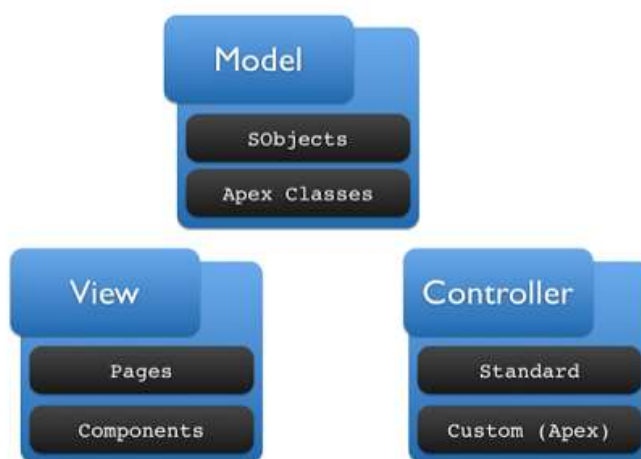 Model
SObjects
Apex Classes
View
Pages
Components
Controller
Standard
Custom (Apex)